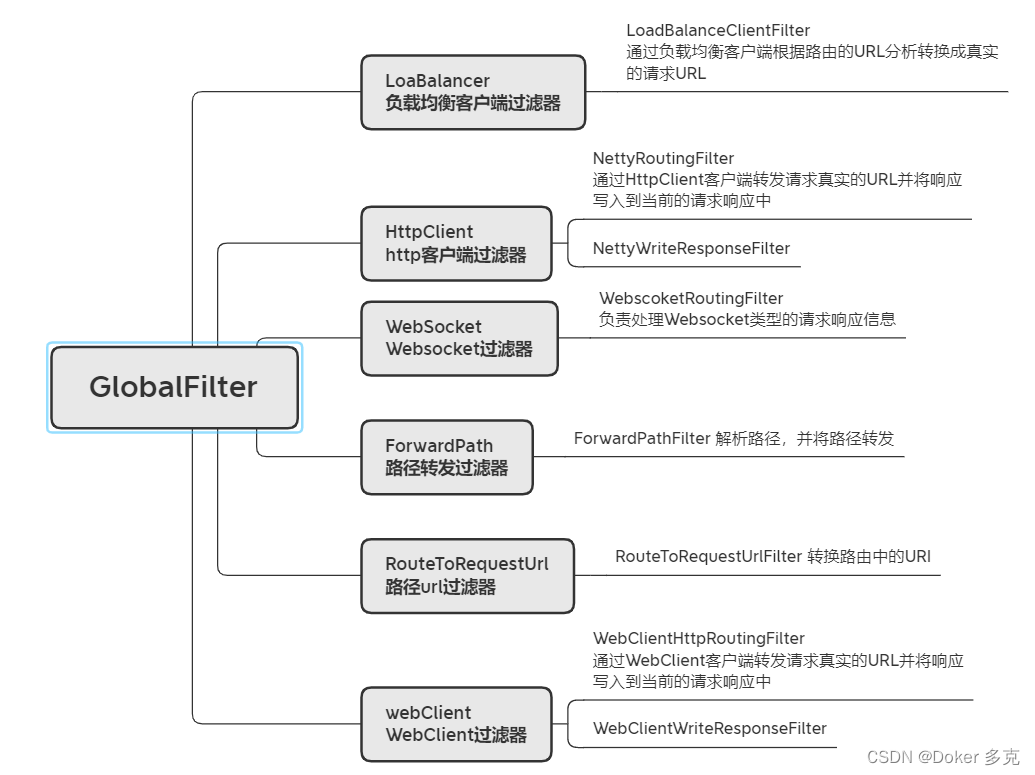 GlobalFilter
LoaBalancer
负载均衡客户端过滤器
LoadBalanceClientFilter
通过负载均衡客户端根据路由的URL分析转换成真实
的请求URL
HttpClient
http客户端过滤器
NettyRoutingFilter
通过HttpClient客户端转发请求真实的URL并将响应
写入到当前的请求响应中
NettyWriteResponseFilter
WebSocket
Websocket过滤器
WebscoketRoutingFilter
负责处理Websocket类型的请求响应信息
ForwardPath
路径转发过滤器
ForwardPathFilter 解析路径，并将路径转发
RouteToRequestUrl
路径url过滤器
RouteToRequestUrlFilter 转换路由中的URI
webClient
WebClient过滤器
WebClientHttpRoutingFilter
通过WebClient客户端转发请求真实的URL并将响应
写入到当前的请求响应中
WebClientWriteResponseFilter
CSDN @Doker 多克